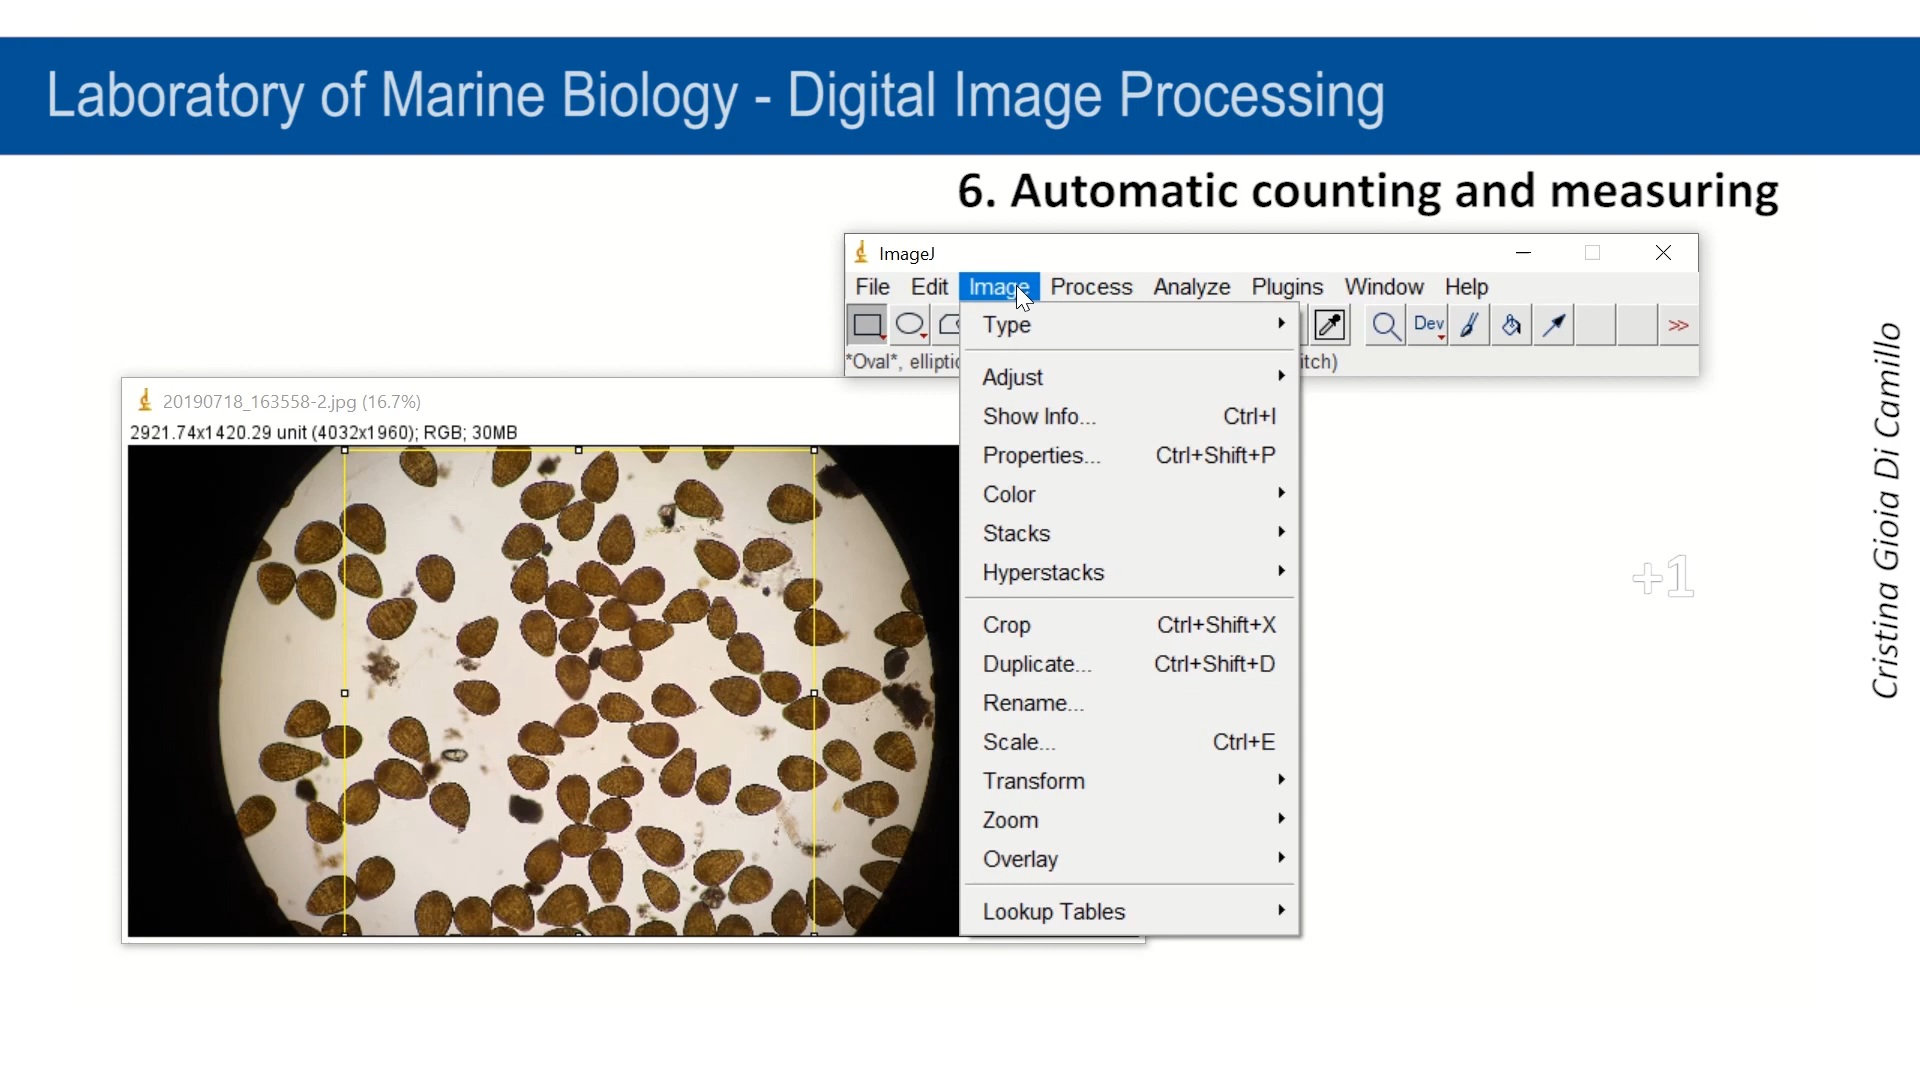 Laboratory of Marine Biology - Digital Image Processing
6. Automatic counting and measuring
ImageJ
File Edit Image Process Analyze Plugins Window Help
Dev
>>
*Oval*, elliptic
itch)
Type
Adjust
Show Info... Ctrl+I
Properties... Ctrl+Shift+P
Color
Stacks
Hyperstacks
Crop Ctrl+Shift+X
Duplicate... Ctrl+Shift+D
Rename...
Scale... Ctrl+E
Transform
Zoom
Overlay
Lookup Tables
20190718_163558-2.jpg (16.7%)
2921.74x1420.29 unit (4032x1960); RGB; 30MB
+1
Cristina Gioia Di Camillo